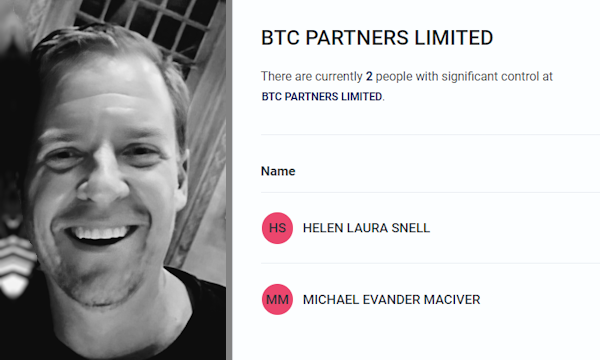 BTC PARTNERS LIMITED
There are currently 2 people with significant control at
BTC PARTNERS LIMITED.
Name
HS HELEN LAURA SNELL
MM MICHAEL EVANDER MACIVER